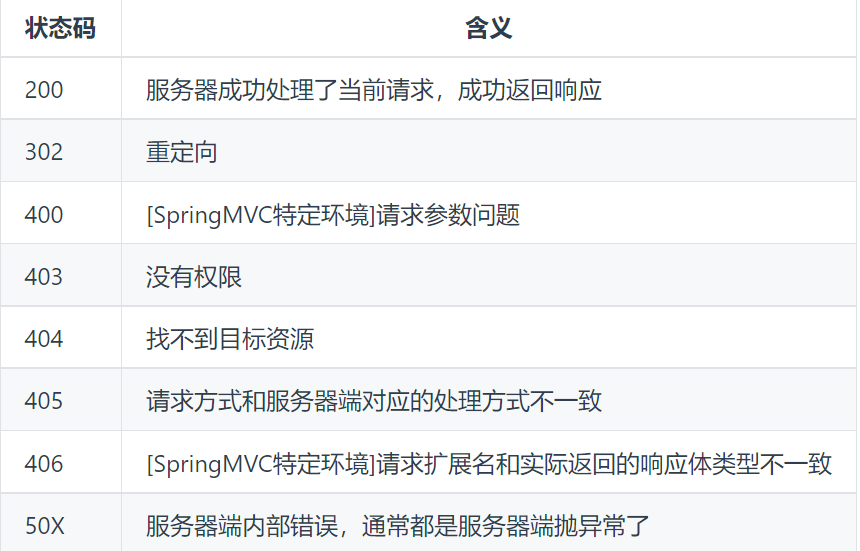 状态码 含义
200 服务器成功处理了当前请求，成功返回响应
302 重定向
400 [SpringMVC特定环境]请求参数问题
403 没有权限
404 找不到目标资源
405 请求方式和服务器端对应的处理方式不一致
406 [SpringMVC特定环境]请求扩展名和实际返回的响应体类型不一致
50X 服务器端内部错误，通常都是服务器端抛异常了